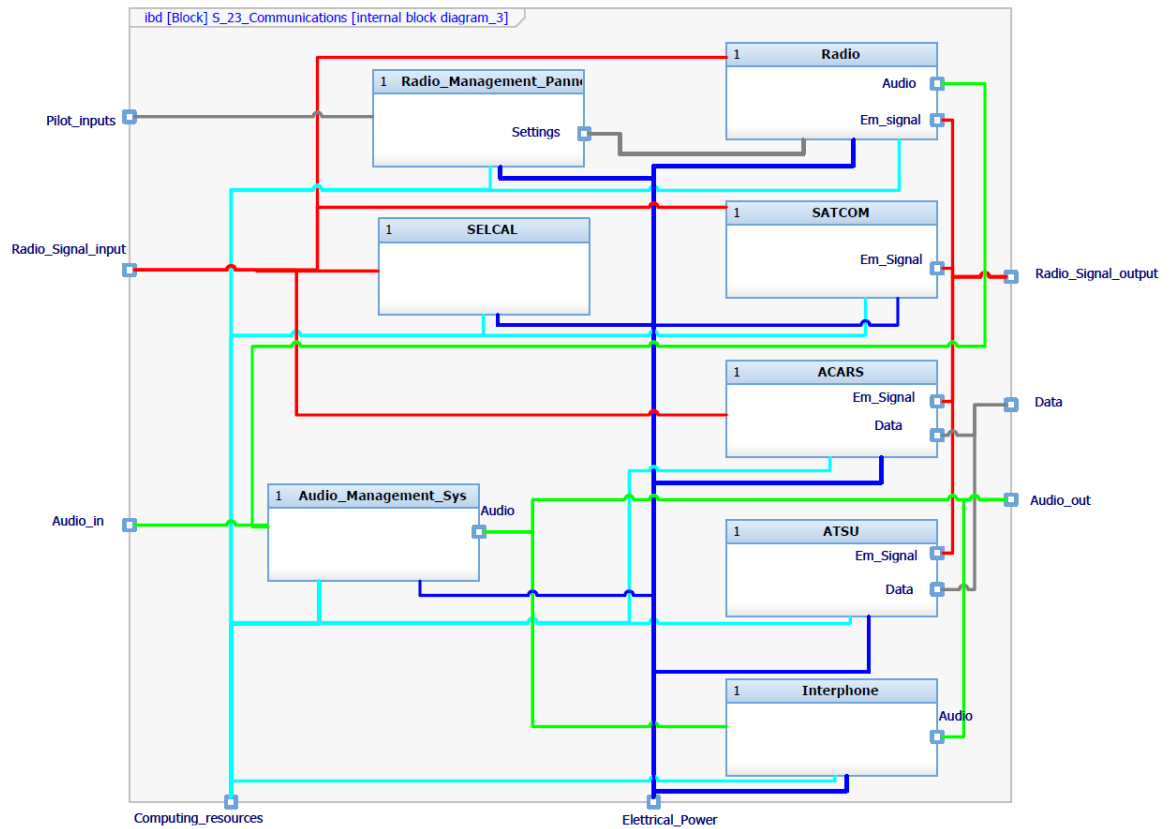 ibd [Block] S_23_Communications [internal block diagram_3]
1 Radio
Audio
Em_signal
1 Radio_Management_Panne
Settings
Pilot_inputs
1 SATCOM
Em_Signal
1 SELCAL
Radio_Signal_input
Radio_Signal_output
1 ACARS
Em_Signal
Data
Data
1 Audio_Management_Sys
Audio
Audio_in
Audio_out
1 ATSU
Em_Signal
Data
1 Interphone
Audio
Computing_resources
Elettrical_Power